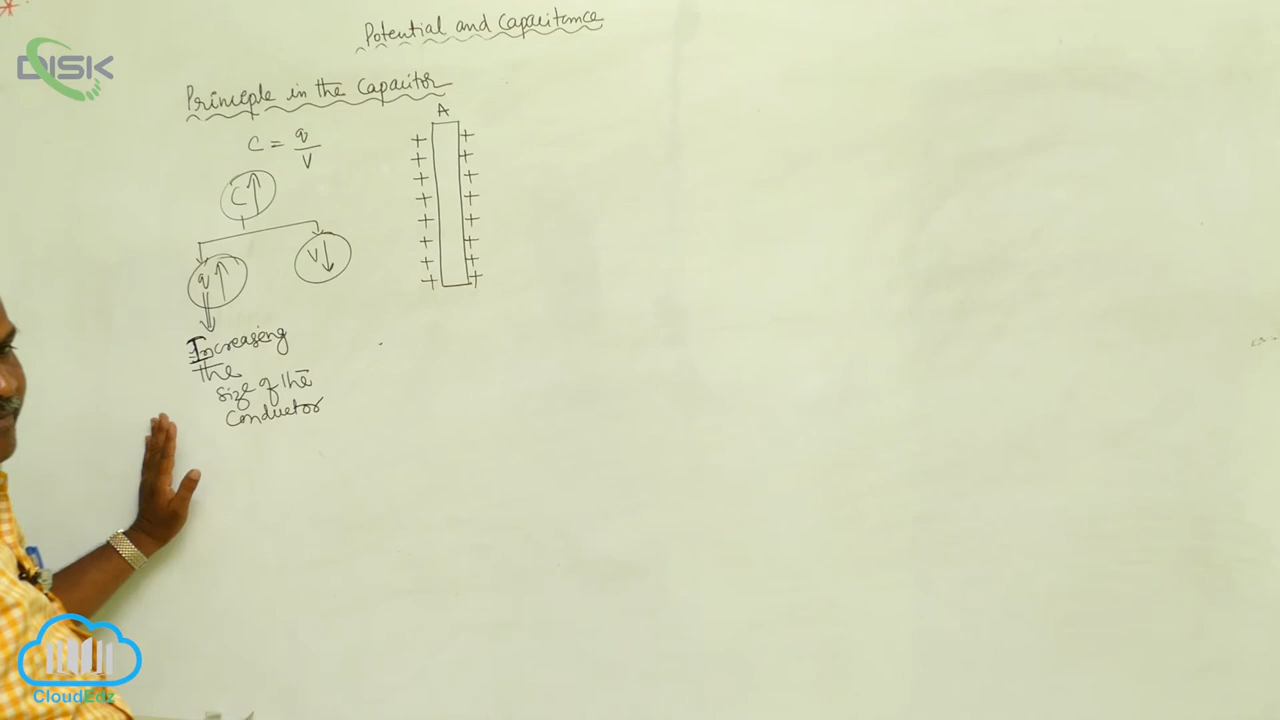 Potential and Capacitance
DISK
Principle in the Capacitor
A
C = q/V
C↑
q↑
V↓
Increasing
the
size of the
conductor
+ +
+ +
+ +
+ +
+ +
+ +
+ +
+ +
CloudEdz